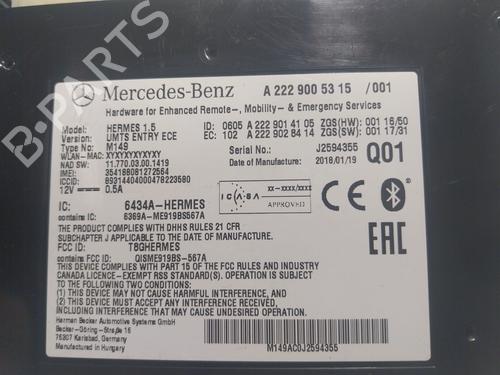 B-PARTS
Mercedes-Benz A 222 900 53 15 /001
Hardware for Enhanced Remote-, Mobility- & Emergency Services
Model: HERMES 1.5 ID: 0605 A 222 901 41 05 ZGS(HW): 001 16/50
Version: UMTS ENTRY ECE EC: 102 A 222 902 84 14 ZGS(SW): 001 17/31
Type: M149
WLAN-MAC: XYXYXYXYXYXY Serial No.: J2594355
NAD SW: 11.770.03.00.1419 Date: 2018/01/19 Q01
IMEI: 354188081272564
ICCID: 89314404000478223580
12V 0.5A
IC: 6434A-HERMES
contains IC: 6369A-ME919BS567A
xx-xxxx/xxxx
ICASA
APPROVED
CE
EAC
THE PRODUCT COMPLIES WITH DHHS RULES 21 CFR
SUBCHAPTER J APPLICABLE TO THE DATE OF MANUFACTURE.
FCC ID: T8GHERMES
contains FCC ID: QISME919BS-567A
THIS DEVICE COMPLIES WITH PART 15 OF THE FCC RULES AND INDUSTRY
CANADA LICENCE-EXEMPT RSS STANDARD(S). OPERATION IS
SUBJECT TO THE FOLLOWING TWO CONDITIONS:
(1) THIS DEVICE MAY NOT CAUSE HARMFUL INTERFERENCE, AND
(2) THIS DEVICE MUST ACCEPT ANY INTERFERENCE RECEIVED, INCLUDING
INTERFERENCE THAT MAY CAUSE UNDESIRED OPERATION.
Harman Becker Automotive Systems GmbH
Becker-Göring-Straße 16
76307 Karlsbad, Germany
Manufactured in Hungary
M149AC0J2594355